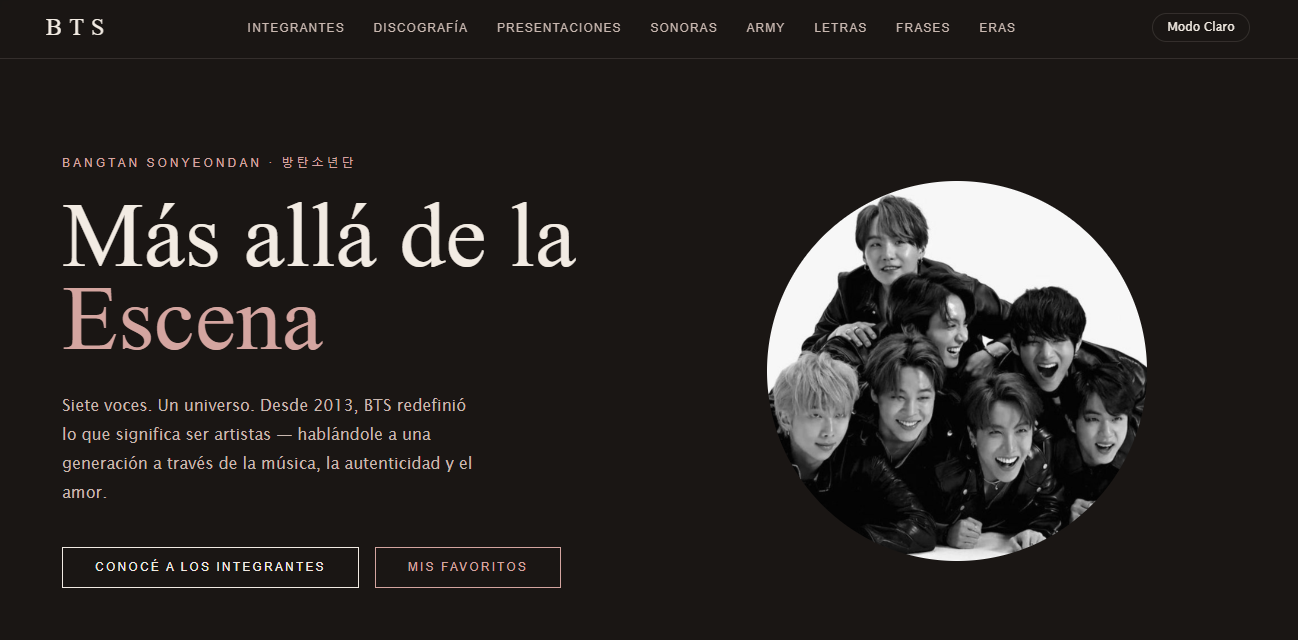 BTS
INTEGRANTES DISCOGRAFÍA PRESENTACIONES SONORAS ARMY LETRAS FRASES ERAS
Modo Claro
BANGTAN SONYEONDAN · 방탄소년단
Más allá de la
Escena
Siete voces. Un universo. Desde 2013, BTS redefinió
lo que significa ser artistas — hablándole a una
generación a través de la música, la autenticidad y el
amor.
CONOCÉ A LOS INTEGRANTES
MIS FAVORITOS